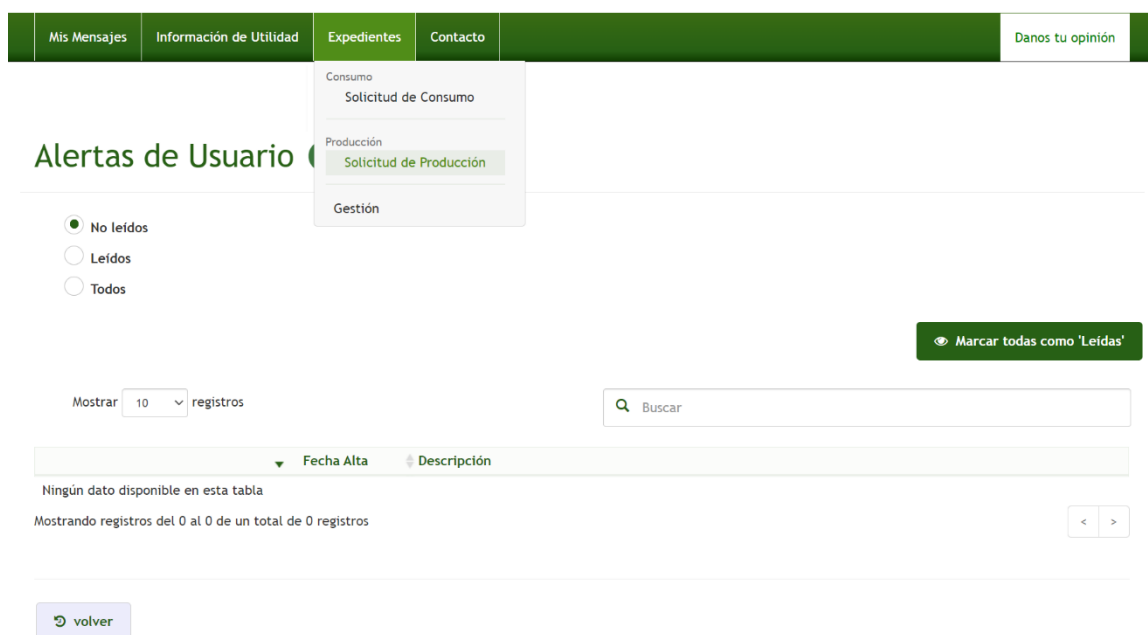 Mis Mensajes Información de Utilidad Expedientes Contacto Danos tu opinión
Consumo
Solicitud de Consumo
Producción
Solicitud de Producción
Gestión
Alertas de Usuario
No leídos
Leídos
Todos
Marcar todas como 'Leídas'
Mostrar 10 registros
Buscar
Fecha Alta Descripción
Ningún dato disponible en esta tabla
Mostrando registros del 0 al 0 de un total de 0 registros
< >
volver